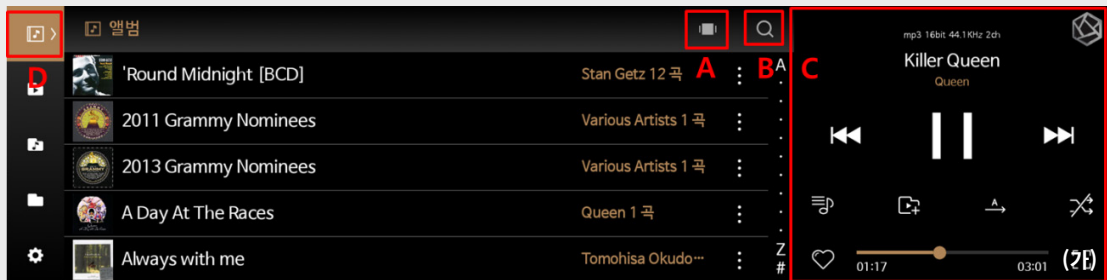 앨범
A
B
C
D
'Round Midnight [BCD]
Stan Getz 12 곡
2011 Grammy Nominees
Various Artists 1 곡
2013 Grammy Nominees
Various Artists 1 곡
A Day At The Races
Queen 1 곡
Always with me
Tomohisa Okudo…
A
Z
#
mp3 16bit 44.1KHz 2ch
Killer Queen
Queen
A
01:17
03:01